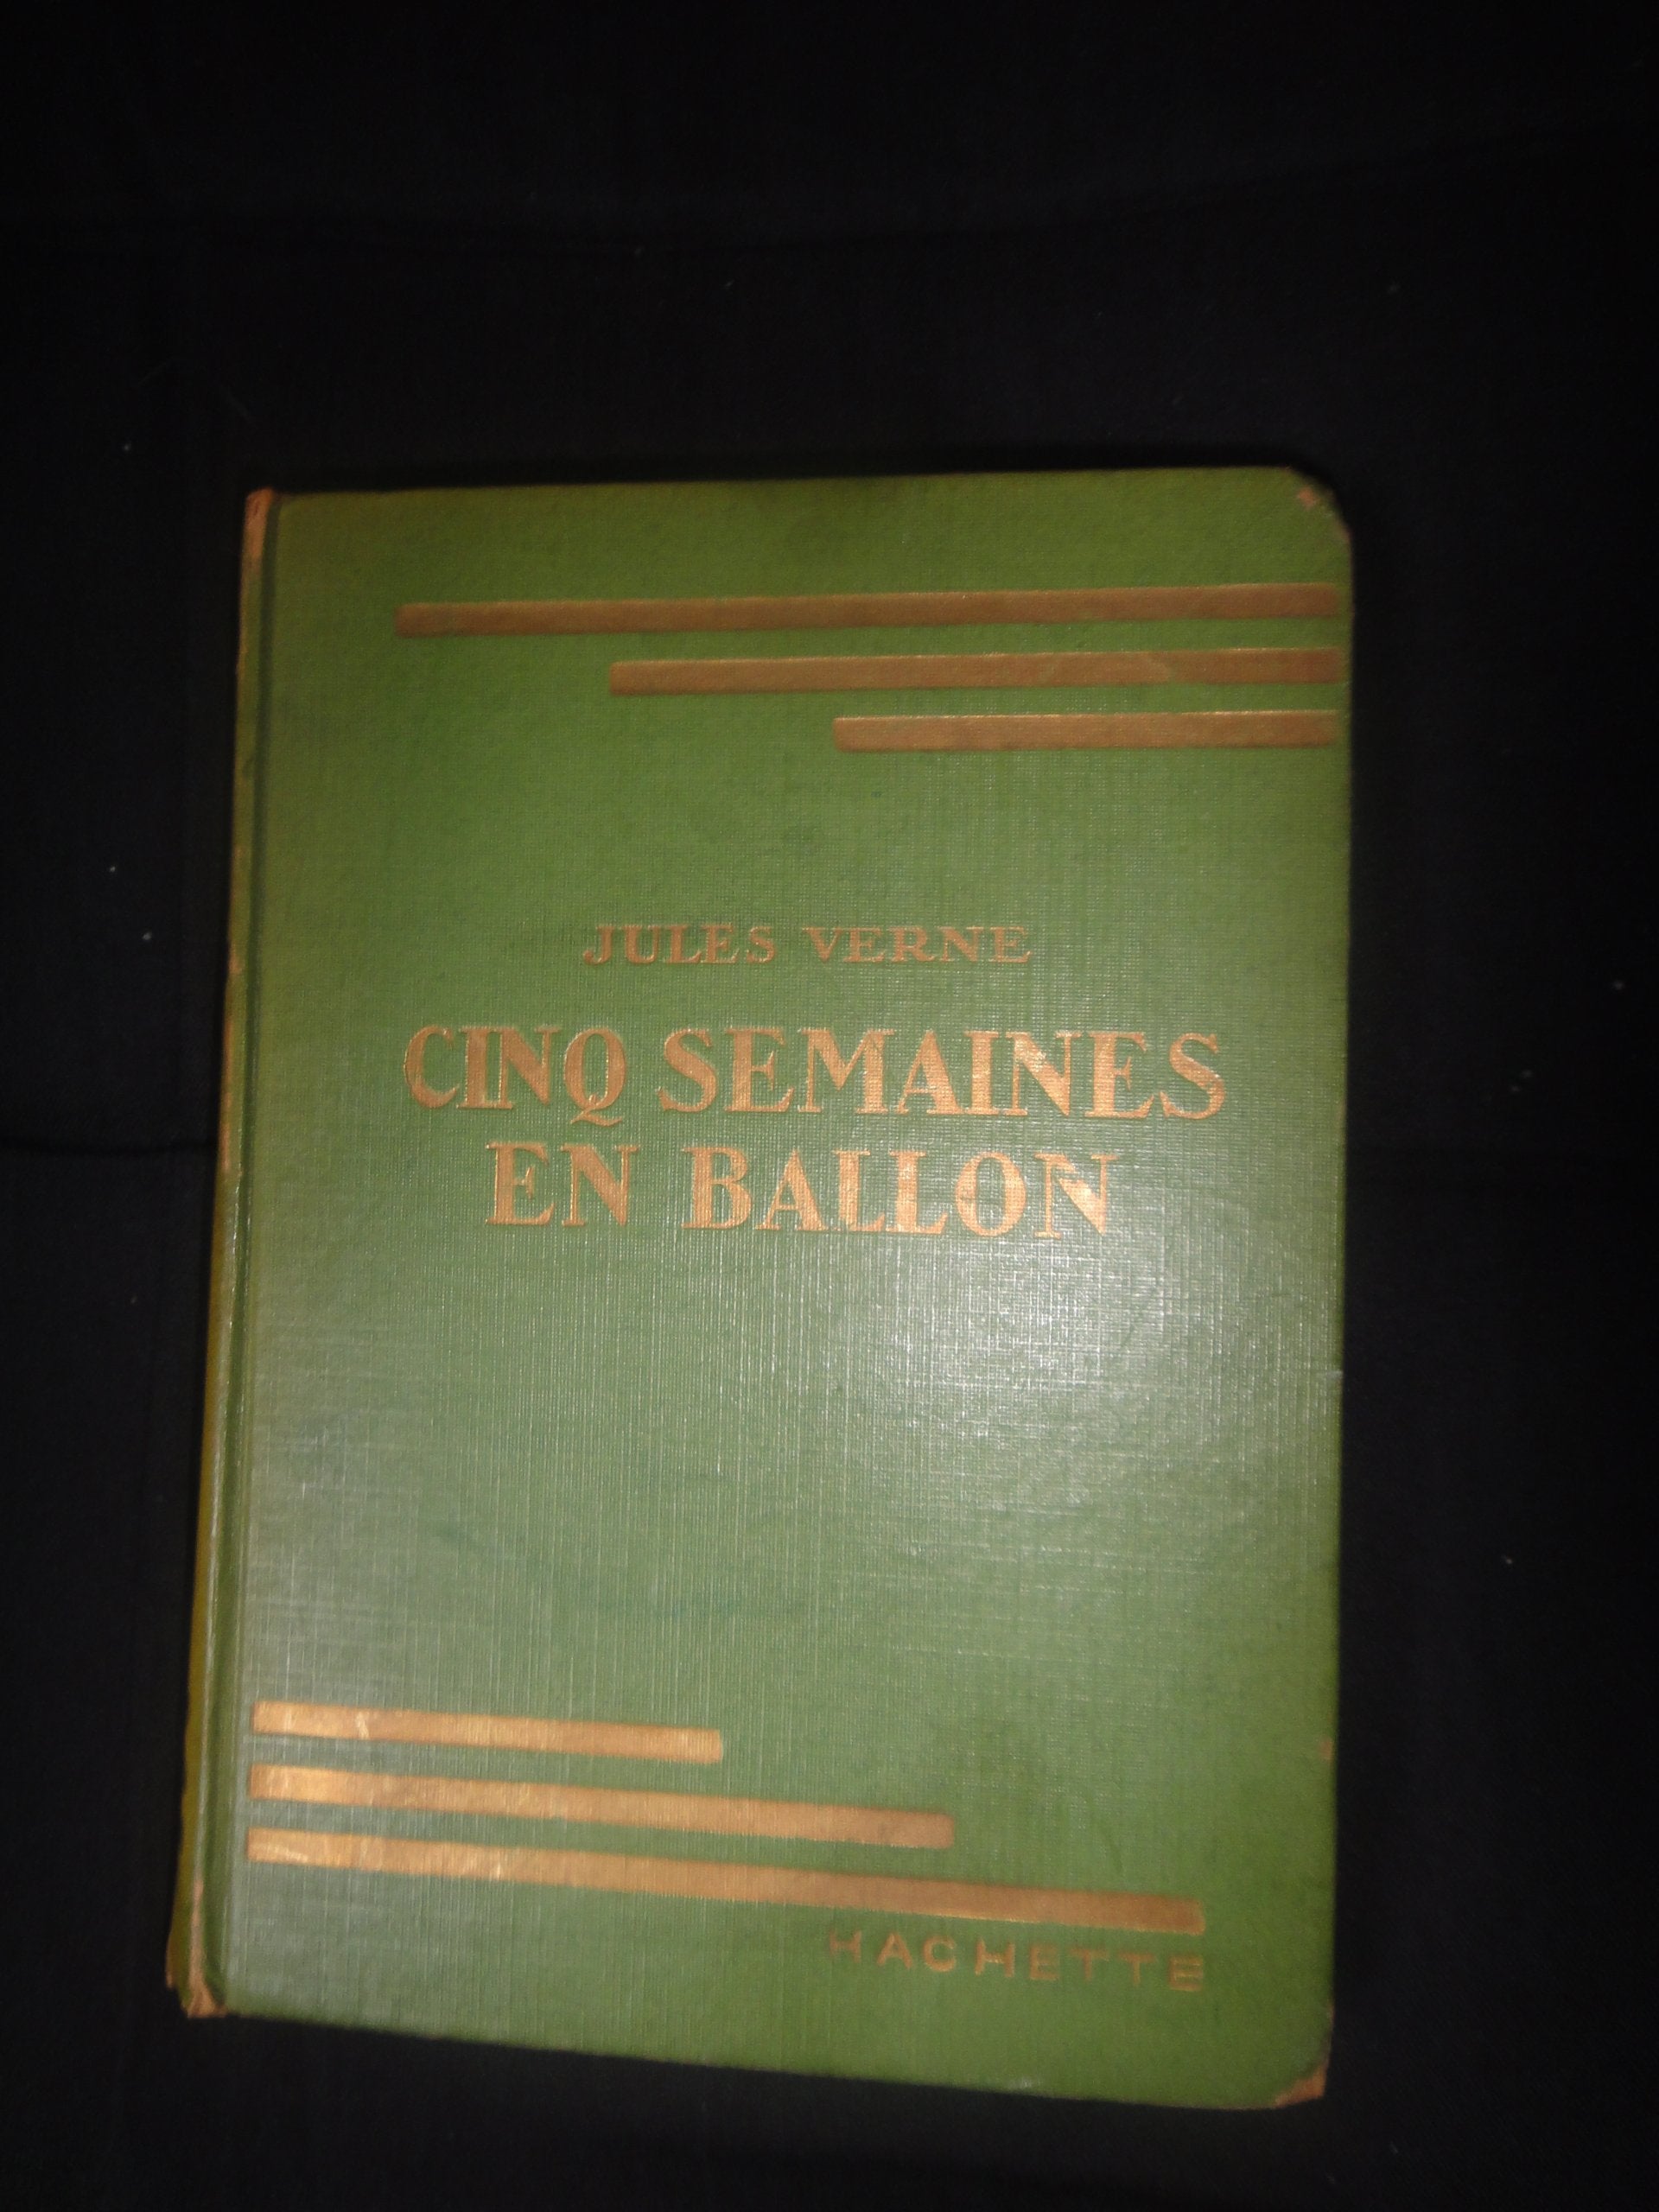 JULES VERNE
CINQ SEMAINES
EN BALLON
HACHETTE